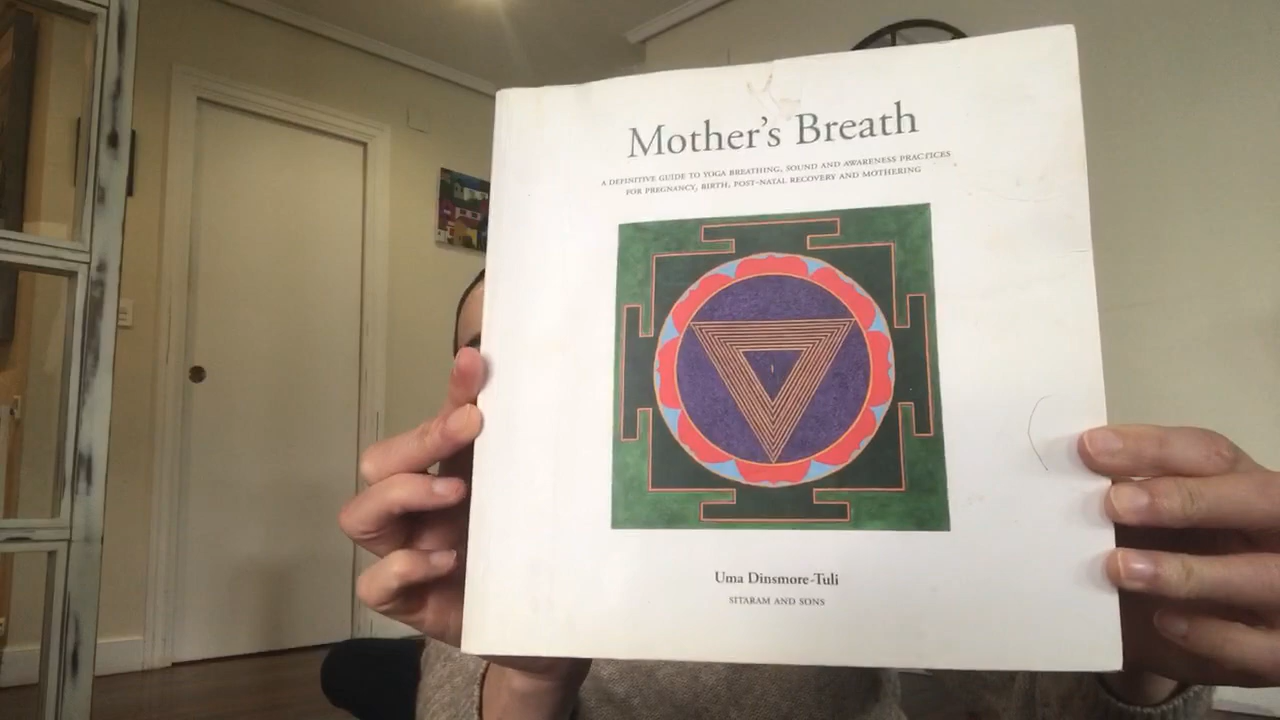 Mother's Breath
A DEFINITIVE GUIDE TO YOGA BREATHING, SOUND AND AWARENESS PRACTICES
FOR PREGNANCY, BIRTH, POST-NATAL RECOVERY AND MOTHERING
Uma Dinsmore-Tuli
SITARAM AND SONS